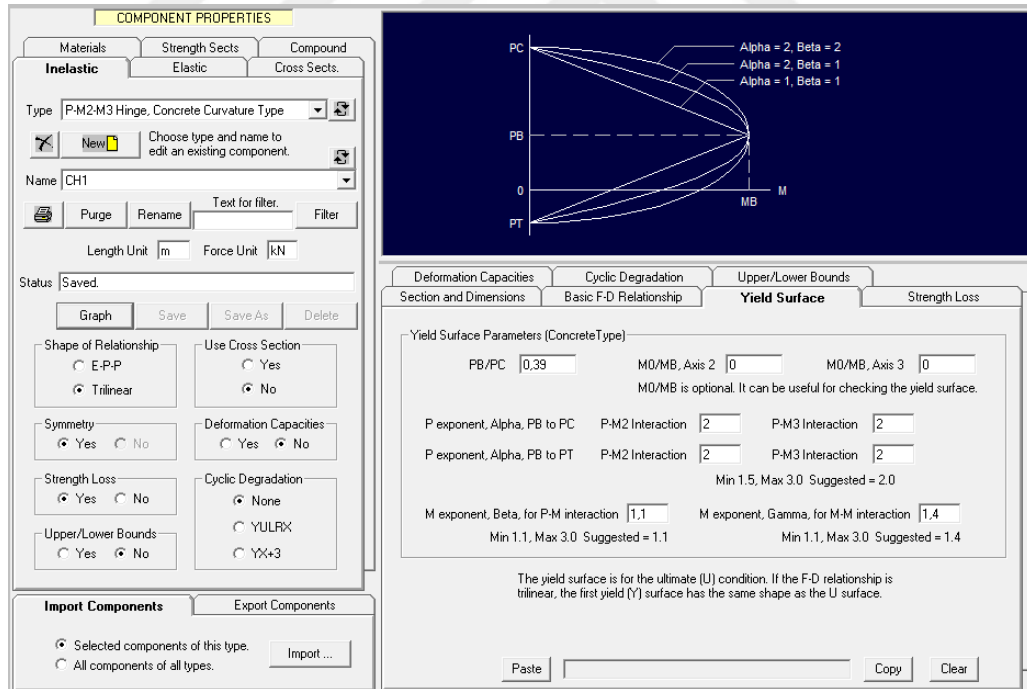 COMPONENT PROPERTIES
Materials Strength Sects Compound
Inelastic Elastic Cross Sects.
Type P-M2-M3 Hinge, Concrete Curvature Type
New Choose type and name to
edit an existing component.
Name CH1
Purge Rename Text for filter. Filter
Length Unit m Force Unit kN
Status Saved.
Graph Save Save As Delete
Shape of Relationship
E-P-P
Trilinear
Use Cross Section
Yes
No
Symmetry
Yes No
Deformation Capacities
Yes No
Strength Loss
Yes No
Cyclic Degradation
None
YULRX
YX+3
Upper/Lower Bounds
Yes No
Import Components Export Components
Selected components of this type.
All components of all types.
Import ...
PC
Alpha = 2, Beta = 2
Alpha = 2, Beta = 1
Alpha = 1, Beta = 1
PB
0
M
MB
PT
Deformation Capacities Cyclic Degradation Upper/Lower Bounds
Section and Dimensions Basic F-D Relationship Yield Surface Strength Loss
Yield Surface Parameters (ConcreteType)
PB/PC 0,39 M0/MB, Axis 2 0 M0/MB, Axis 3 0
M0/MB is optional. It can be useful for checking the yield surface.
P exponent, Alpha, PB to PC P-M2 Interaction 2 P-M3 Interaction 2
P exponent, Alpha, PB to PT P-M2 Interaction 2 P-M3 Interaction 2
Min 1.5, Max 3.0 Suggested = 2.0
M exponent, Beta, for P-M interaction 1,1 M exponent, Gamma, for M-M interaction 1,4
Min 1.1, Max 3.0 Suggested = 1.1 Min 1.1, Max 3.0 Suggested = 1.4
The yield surface is for the ultimate (U) condition. If the F-D relationship is
trilinear, the first yield (Y) surface has the same shape as the U surface.
Paste Copy Clear